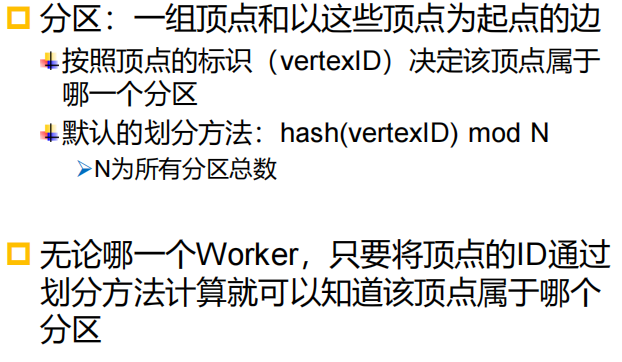 分区：一组顶点和以这些顶点为起点的边
按照顶点的标识（vertexID）决定该顶点属于
哪一个分区
默认的划分方法：hash(vertexID) mod N
N为所有分区总数
无论哪一个Worker，只要将顶点的ID通过
划分方法计算就可以知道该顶点属于哪个
分区